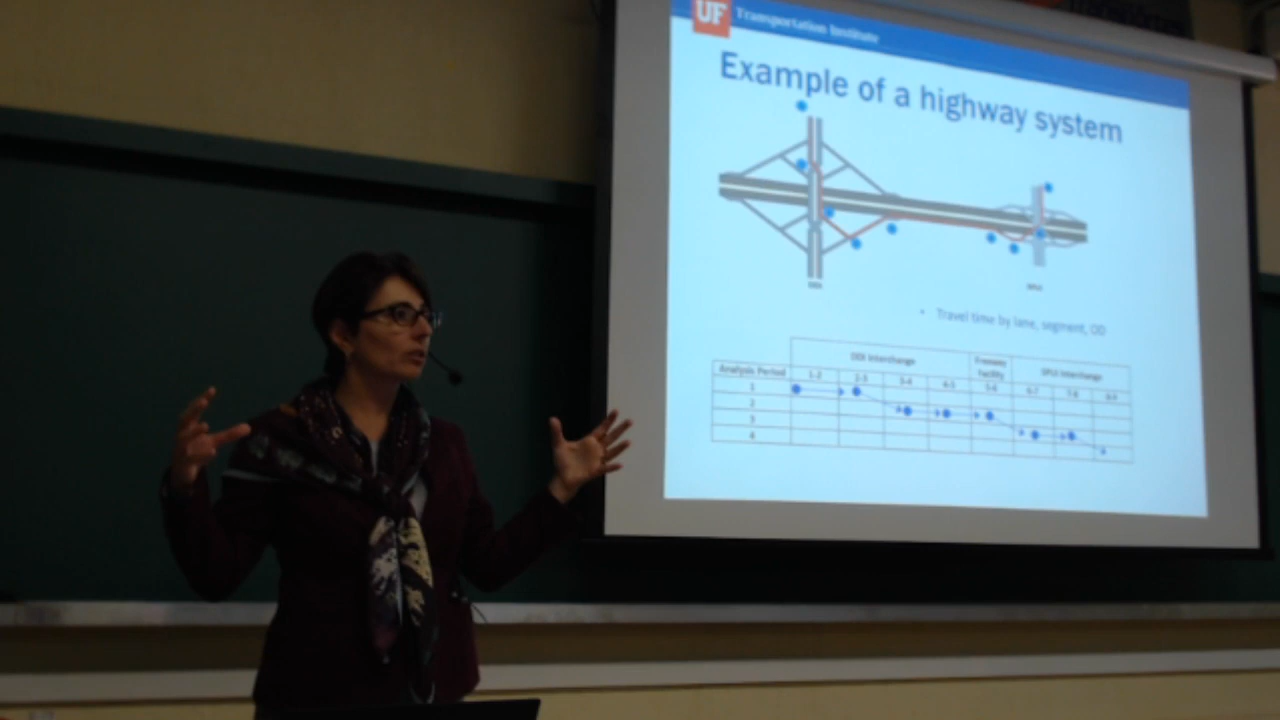 UF Transportation Institute
Example of a highway system
• Travel time by lane, segment, OD
DDI Interchange Freeway Facility SPUI Interchange
Analysis Period 1-2 2-3 3-4 4-5 5-6 6-7 7-8 8-9
1
2
3
4